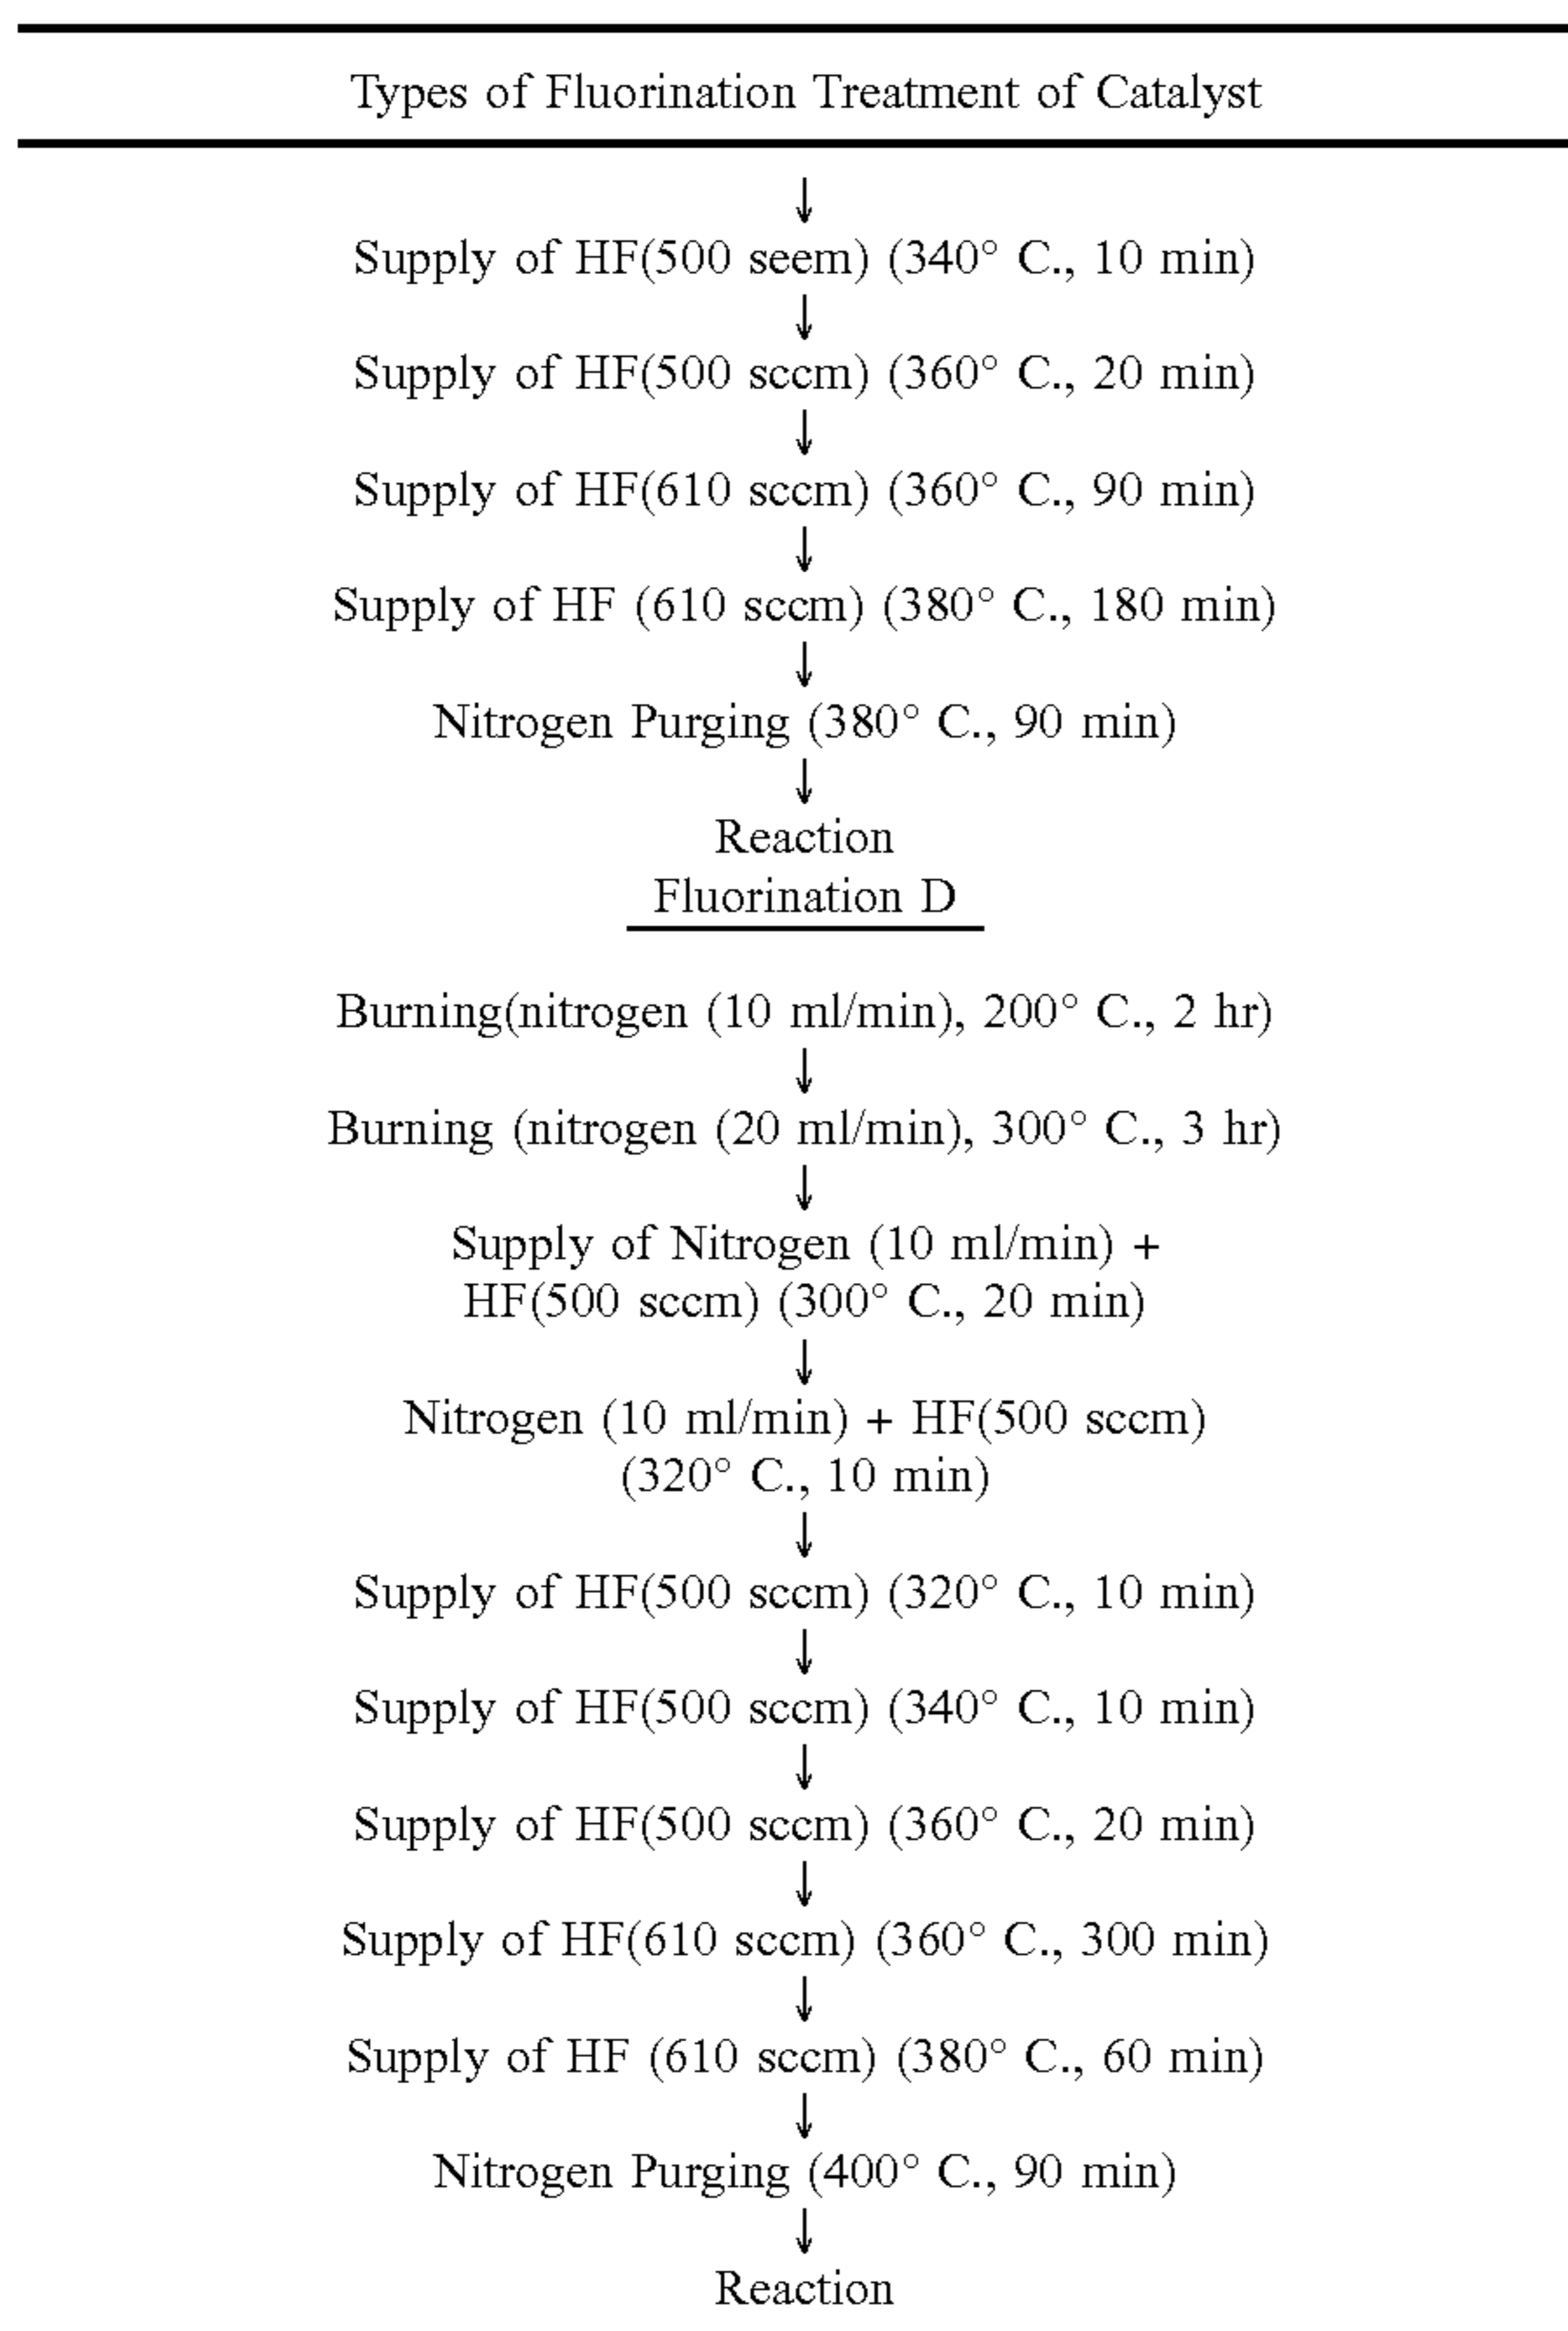 Types of Fluorination Treatment of Catalyst
↓
Supply of HF(500 seem) (340° C., 10 min)
↓
Supply of HF(500 sccm) (360° C., 20 min)
↓
Supply of HF(610 sccm) (360° C., 90 min)
↓
Supply of HF (610 sccm) (380° C., 180 min)
↓
Nitrogen Purging (380° C., 90 min)
↓
Reaction
Fluorination D
Burning(nitrogen (10 ml/min), 200° C., 2 hr)
↓
Burning (nitrogen (20 ml/min), 300° C., 3 hr)
↓
Supply of Nitrogen (10 ml/min) +
HF(500 sccm) (300° C., 20 min)
↓
Nitrogen (10 ml/min) + HF(500 sccm)
(320° C., 10 min)
↓
Supply of HF(500 sccm) (320° C., 10 min)
↓
Supply of HF(500 sccm) (340° C., 10 min)
↓
Supply of HF(500 sccm) (360° C., 20 min)
↓
Supply of HF(610 sccm) (360° C., 300 min)
↓
Supply of HF (610 sccm) (380° C., 60 min)
↓
Nitrogen Purging (400° C., 90 min)
↓
Reaction